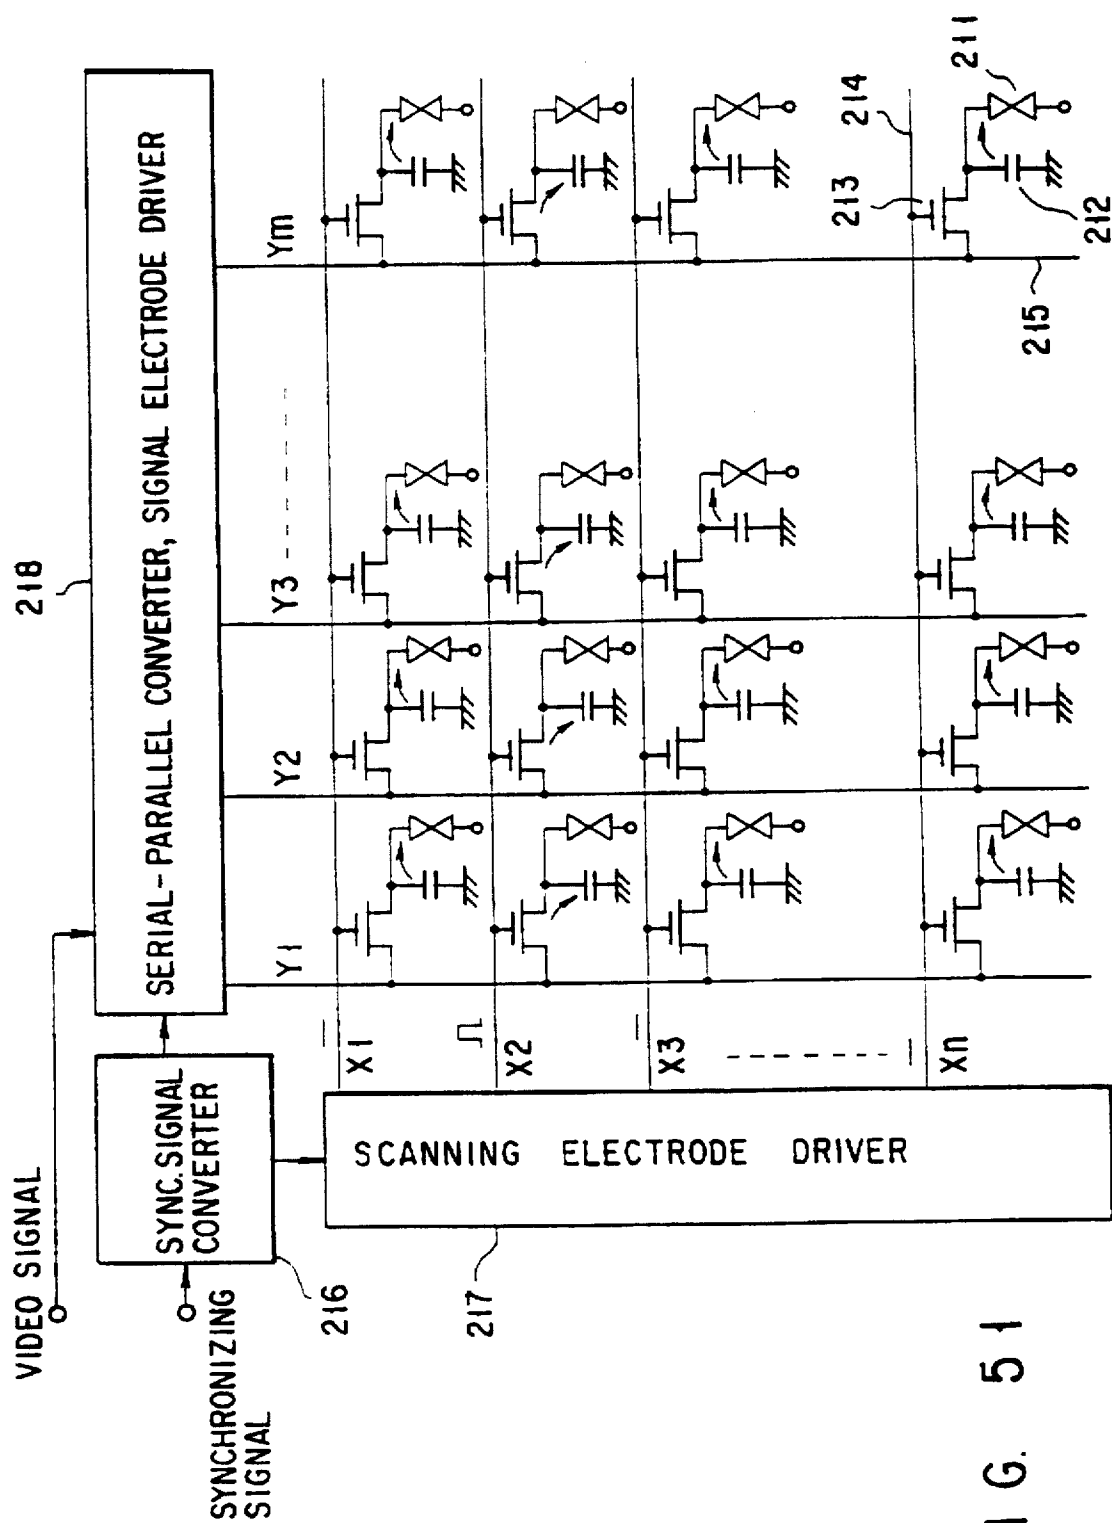 VIDEO SIGNAL
SYNCHRONIZING
SIGNAL
SYNC. SIGNAL
CONVERTER
216
218
SERIAL-PARALLEL CONVERTER, SIGNAL ELECTRODE DRIVER
217
SCANNING ELECTRODE DRIVER
Y1
Y2
Y3
Ym
X1
X2
X3
Xn
213
214
211
212
215
G. 51